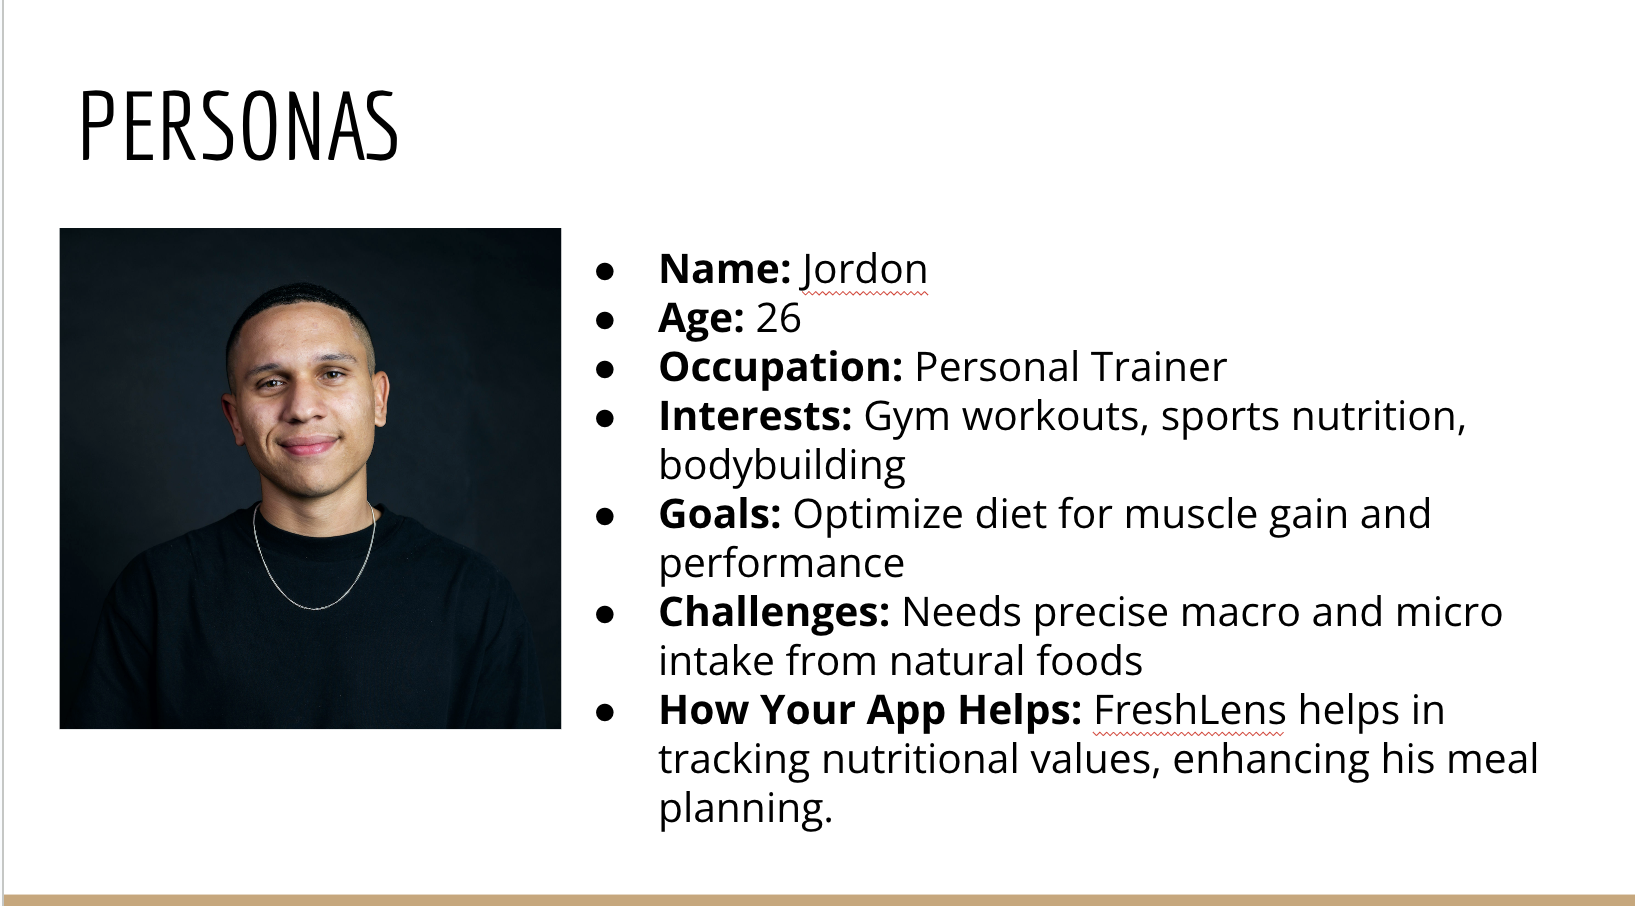 PERSONAS
● Name: Jordon
● Age: 26
● Occupation: Personal Trainer
● Interests: Gym workouts, sports nutrition,
bodybuilding
● Goals: Optimize diet for muscle gain and
performance
● Challenges: Needs precise macro and micro
intake from natural foods
● How Your App Helps: FreshLens helps in
tracking nutritional values, enhancing his meal
planning.